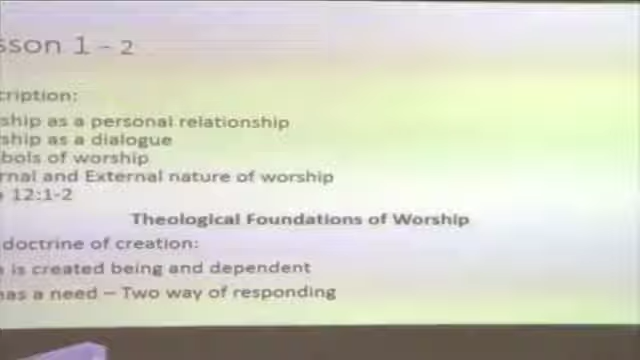 sson 1 – 2
cription:
ship as a personal relationship
ship as a dialogue
bols of worship
rnal and External nature of worship
12:1-2
Theological Foundations of Worship
doctrine of creation:
is created being and dependent
has a need – Two way of responding